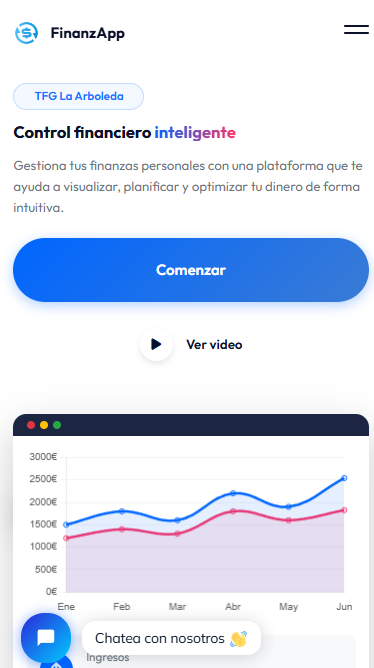 FinanzApp
TFG La Arboleda
Control financiero inteligente
Gestiona tus finanzas personales con una plataforma que te
ayuda a visualizar, planificar y optimizar tu dinero de forma
intuitiva.
Comenzar
Ver video
3000€
2500€
2000€
1500€
1000€
500€
0€
Ene Feb Mar Abr May Jun
Chatea con nosotros 👋
Ingresos